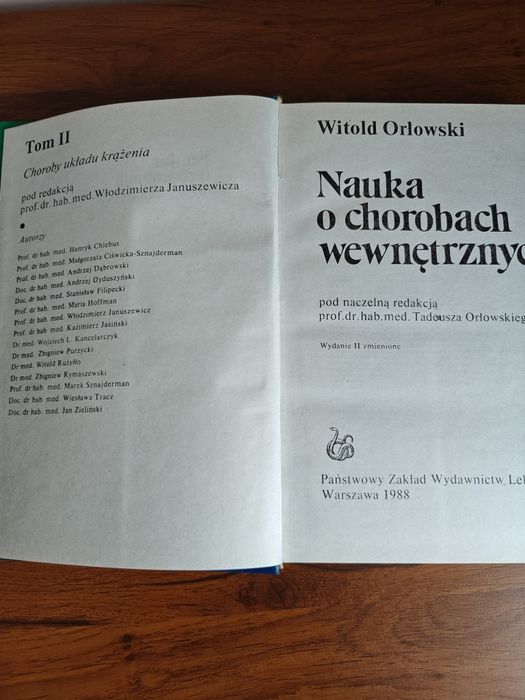 Tom II
Choroby układu krążenia
pod redakcją
prof. dr. hab. med. Włodzimierza Januszewicza
Autorzy
Prof. dr hab. med. Henryk Chlebus
Prof. dr hab. med. Małgorzata Ciświcka-Sznajderman
Prof. dr hab. med. Andrzej Dąbrowski
Doc. dr hab. med. Andrzej Dyduszyński
Doc. dr hab. med. Stanisław Filipecki
Prof. dr hab. med. Maria Hoffman
Prof. dr hab. med. Włodzimierz Januszewicz
Prof. dr hab. med. Kazimierz Jasiński
Dr med. Wojciech L. Kancelarczyk
Dr med. Zbigniew Purzycki
Dr med. Witold Rużyłło
Dr med. Zbigniew Rymaszewski
Prof. dr hab. med. Marek Sznajderman
Doc. dr hab. med. Wiesława Tracz
Doc. dr hab. med. Jan Zieliński
Witold Orłowski
Nauka
o chorobach
wewnętrznyc
pod naczelną redakcją
prof. dr. hab. med. Tadeusza Orłowskieg
Wydanie II zmienione
Państwowy Zakład Wydawnictw Lek
Warszawa 1988